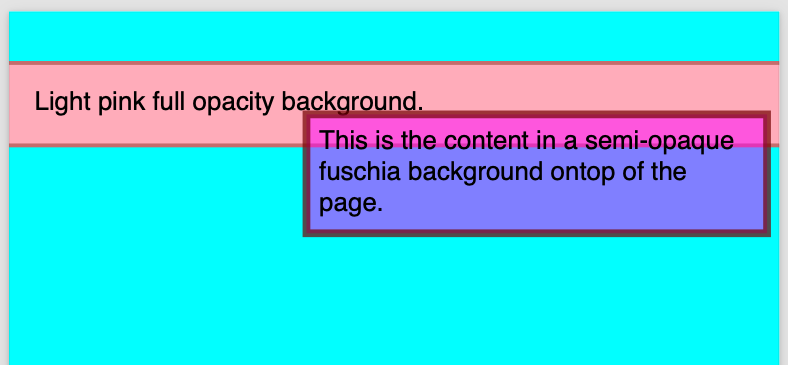 Light pink full opacity background.
This is the content in a semi-opaque
fuschia background ontop of the
page.